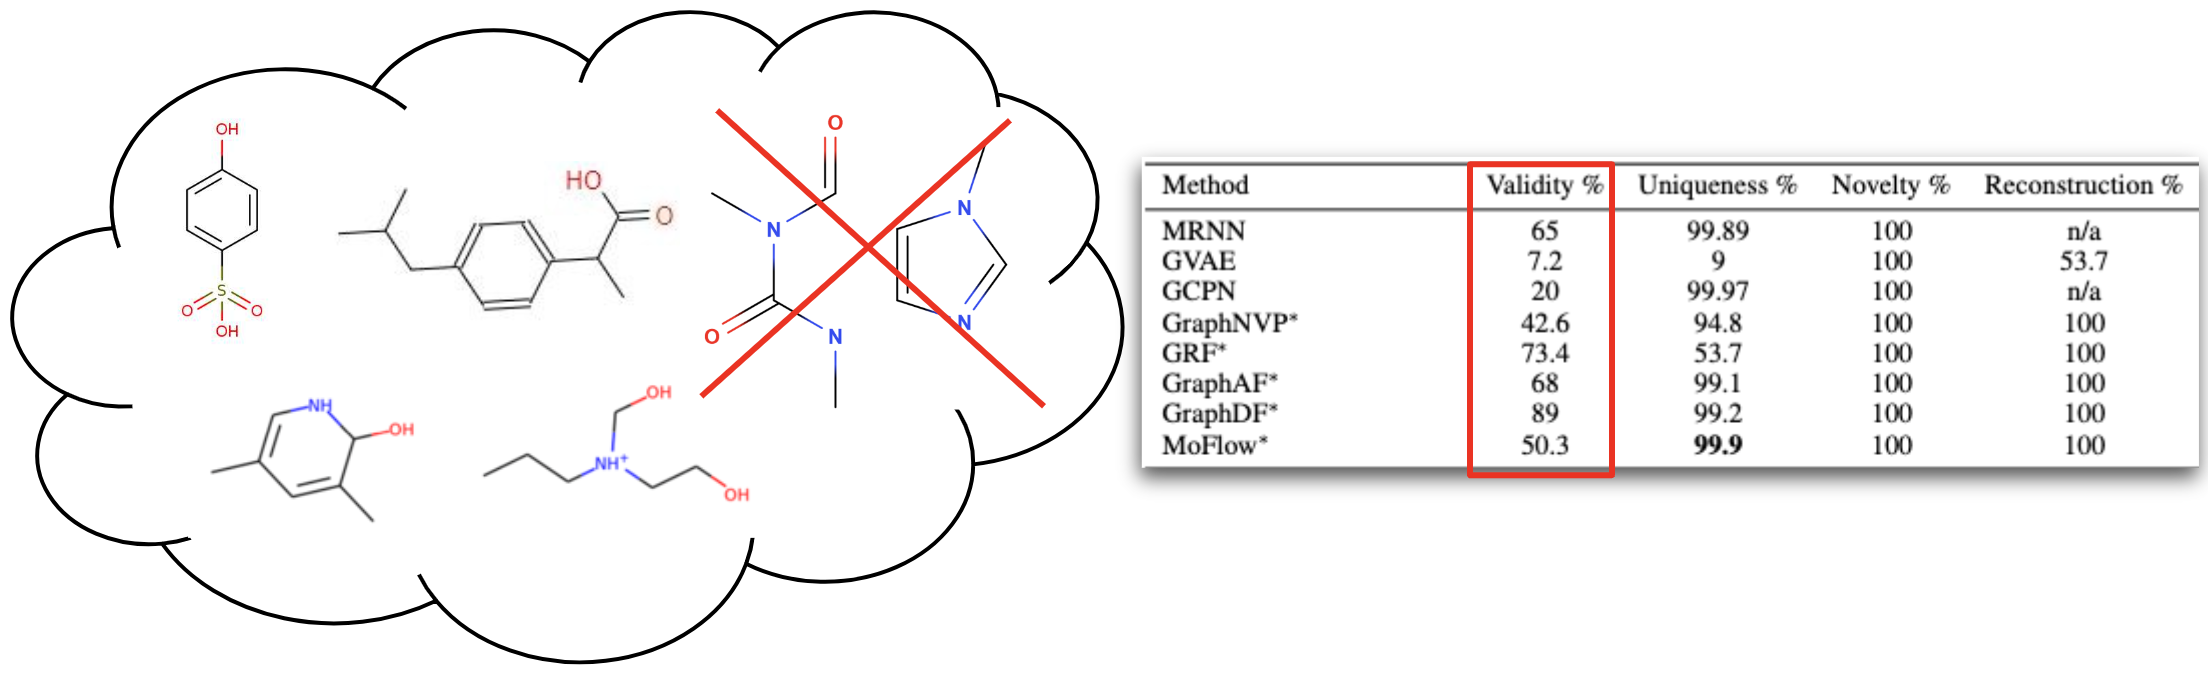 OH
S
O
O
OH
HO
O
O
N
O
N
N
N
NH
OH
OH
NH+
OH
Method Validity % Uniqueness % Novelty % Reconstruction %
MRNN 65 99.89 100 n/a
GVAE 7.2 9 100 53.7
GCPN 20 99.97 100 n/a
GraphNVP* 42.6 94.8 100 100
GRF* 73.4 53.7 100 100
GraphAF* 68 99.1 100 100
GraphDF* 89 99.2 100 100
MoFlow* 50.3 99.9 100 100